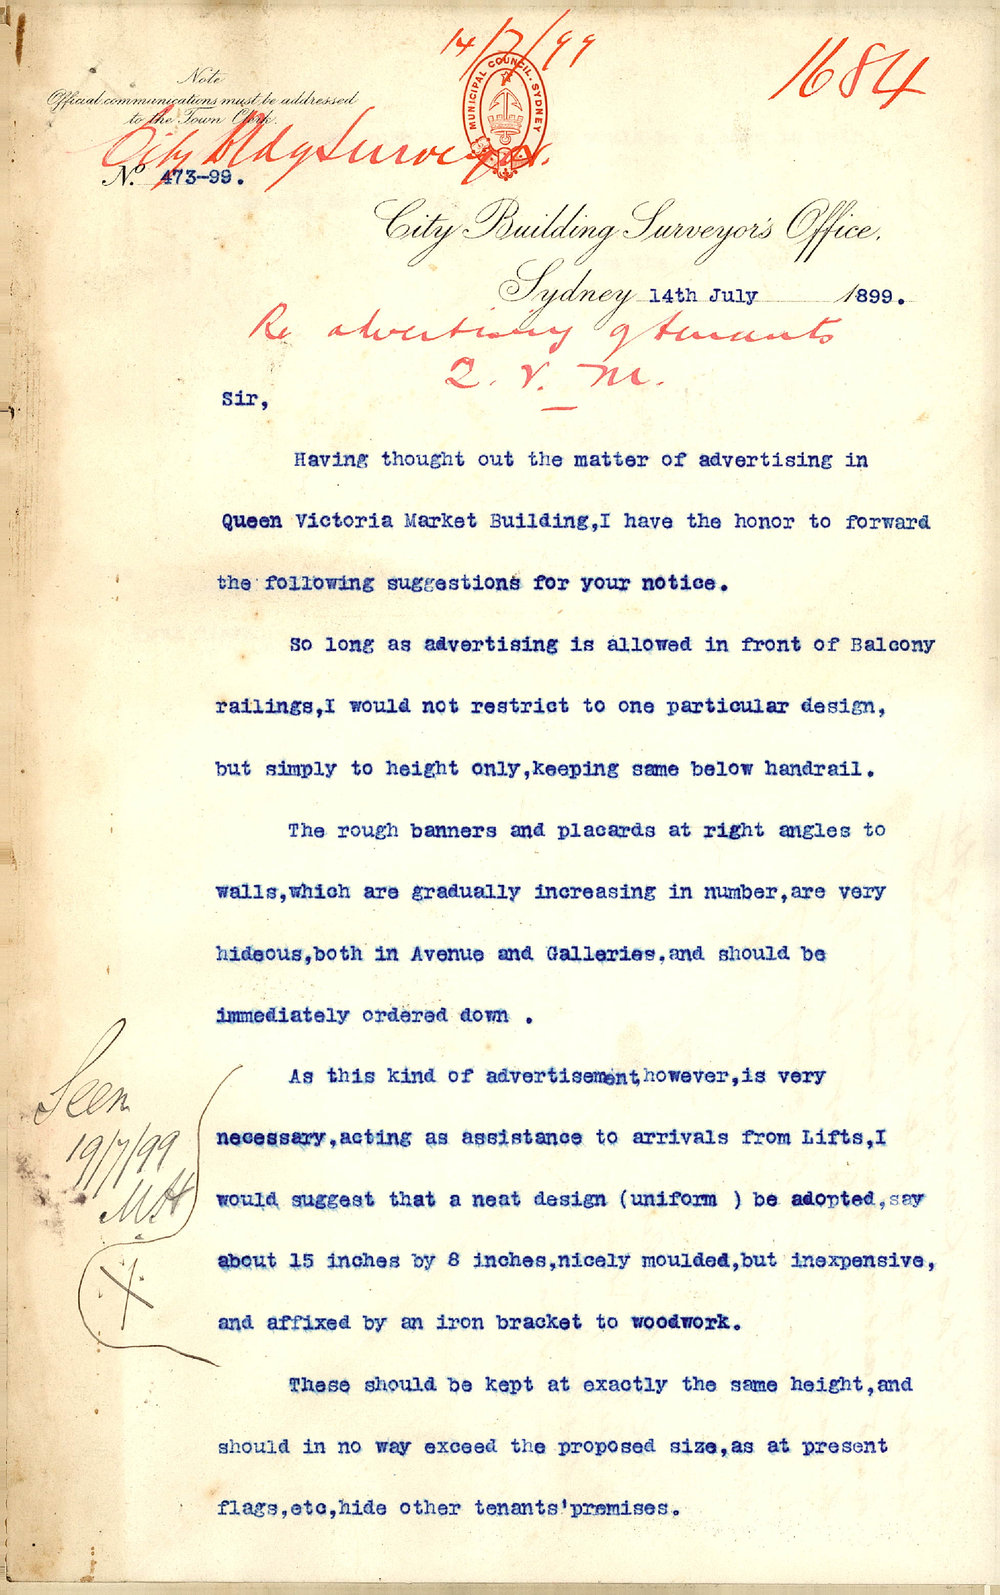 14/7/99
1684
MUNICIPAL COUNCIL. SYDNEY
Note
Official communications must be addressed
to the Town Clerk.
City Bldg Surveyor.
No. 473-99.
City Building Surveyor's Office.
Sydney 14th July 1899.
Re advertising of tenants
Q. V. M.
Sir,
Having thought out the matter of advertising in
Queen Victoria Market Building,I have the honor to forward
the following suggestions for your notice.
So long as advertising is allowed in front of Balcony
railings,I would not restrict to one particular design,
but simply to height only,keeping same below handrail.
The rough banners and placards at right angles to
walls,which are gradually increasing in number,are very
hideous,both in Avenue and Galleries,and should be
immediately ordered down .
As this kind of advertisement,however,is very
necessary,acting as assistance to arrivals from Lifts,I
would suggest that a neat design (uniform ) be adopted,say
about 15 inches by 8 inches,nicely moulded,but inexpensive,
and affixed by an iron bracket to woodwork.
These should be kept at exactly the same height,and
should in no way exceed the proposed size,as at present
flags,etc,hide other tenants'premises.
Seen
19/7/99
X